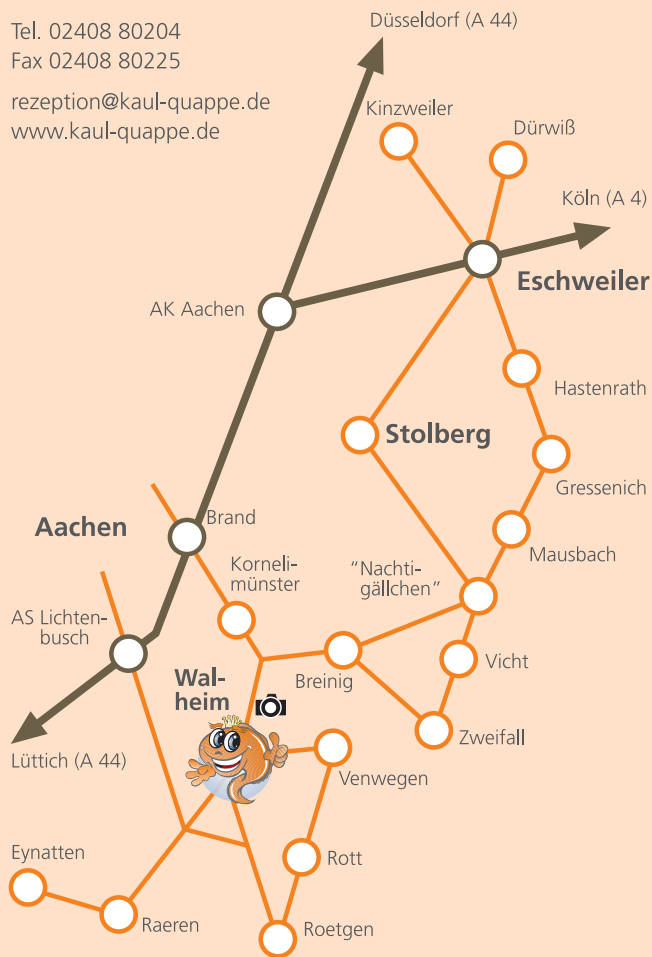 Tel. 02408 80204
Fax 02408 80225
rezeption@kaul-quappe.de
www.kaul-quappe.de
Düsseldorf (A 44)
Kinzweiler
Dürwiß
Köln (A 4)
Eschweiler
AK Aachen
Hastenrath
Stolberg
Gressenich
Brand
Aachen
Korneli-
münster
"Nachti-
gällchen"
Mausbach
AS Lichten-
busch
Wal-
heim
Breinig
Vicht
Zweifall
Lüttich (A 44)
Venwegen
Eynatten
Rott
Raeren
Roetgen